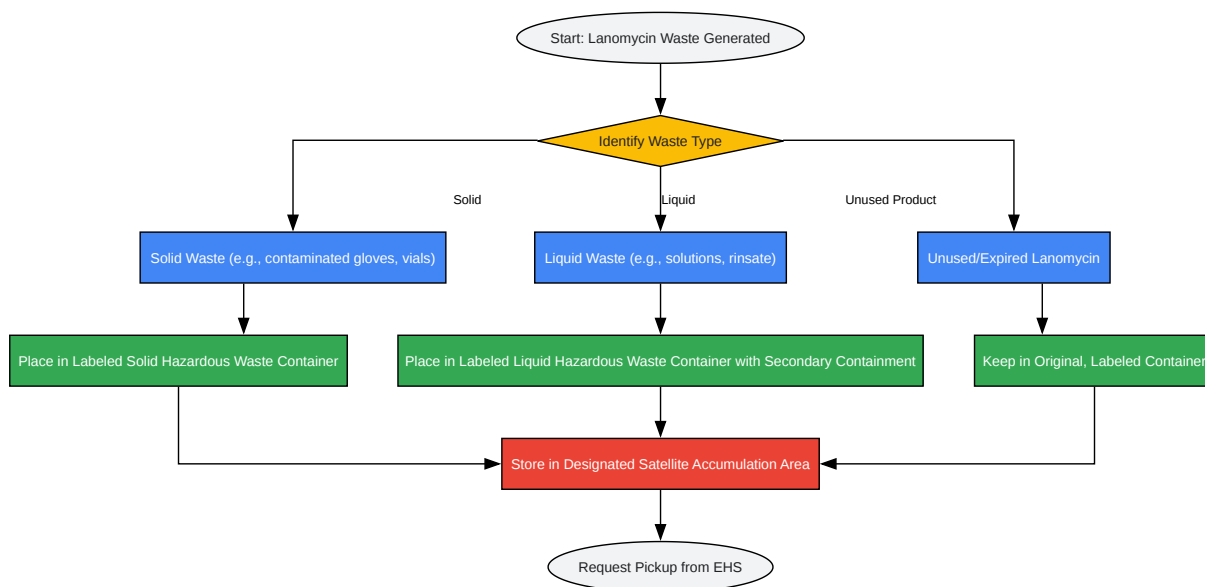 Start: Lanomycin Waste Generated
Identify Waste Type
Solid
Liquid
Unused Product
Solid Waste (e.g., contaminated gloves, vials)
Liquid Waste (e.g., solutions, rinsate)
Unused/Expired Lanomycin
Place in Labeled Solid Hazardous Waste Container
Place in Labeled Liquid Hazardous Waste Container with Secondary Containment
Keep in Original, Labeled Container
Store in Designated Satellite Accumulation Area
Request Pickup from EHS